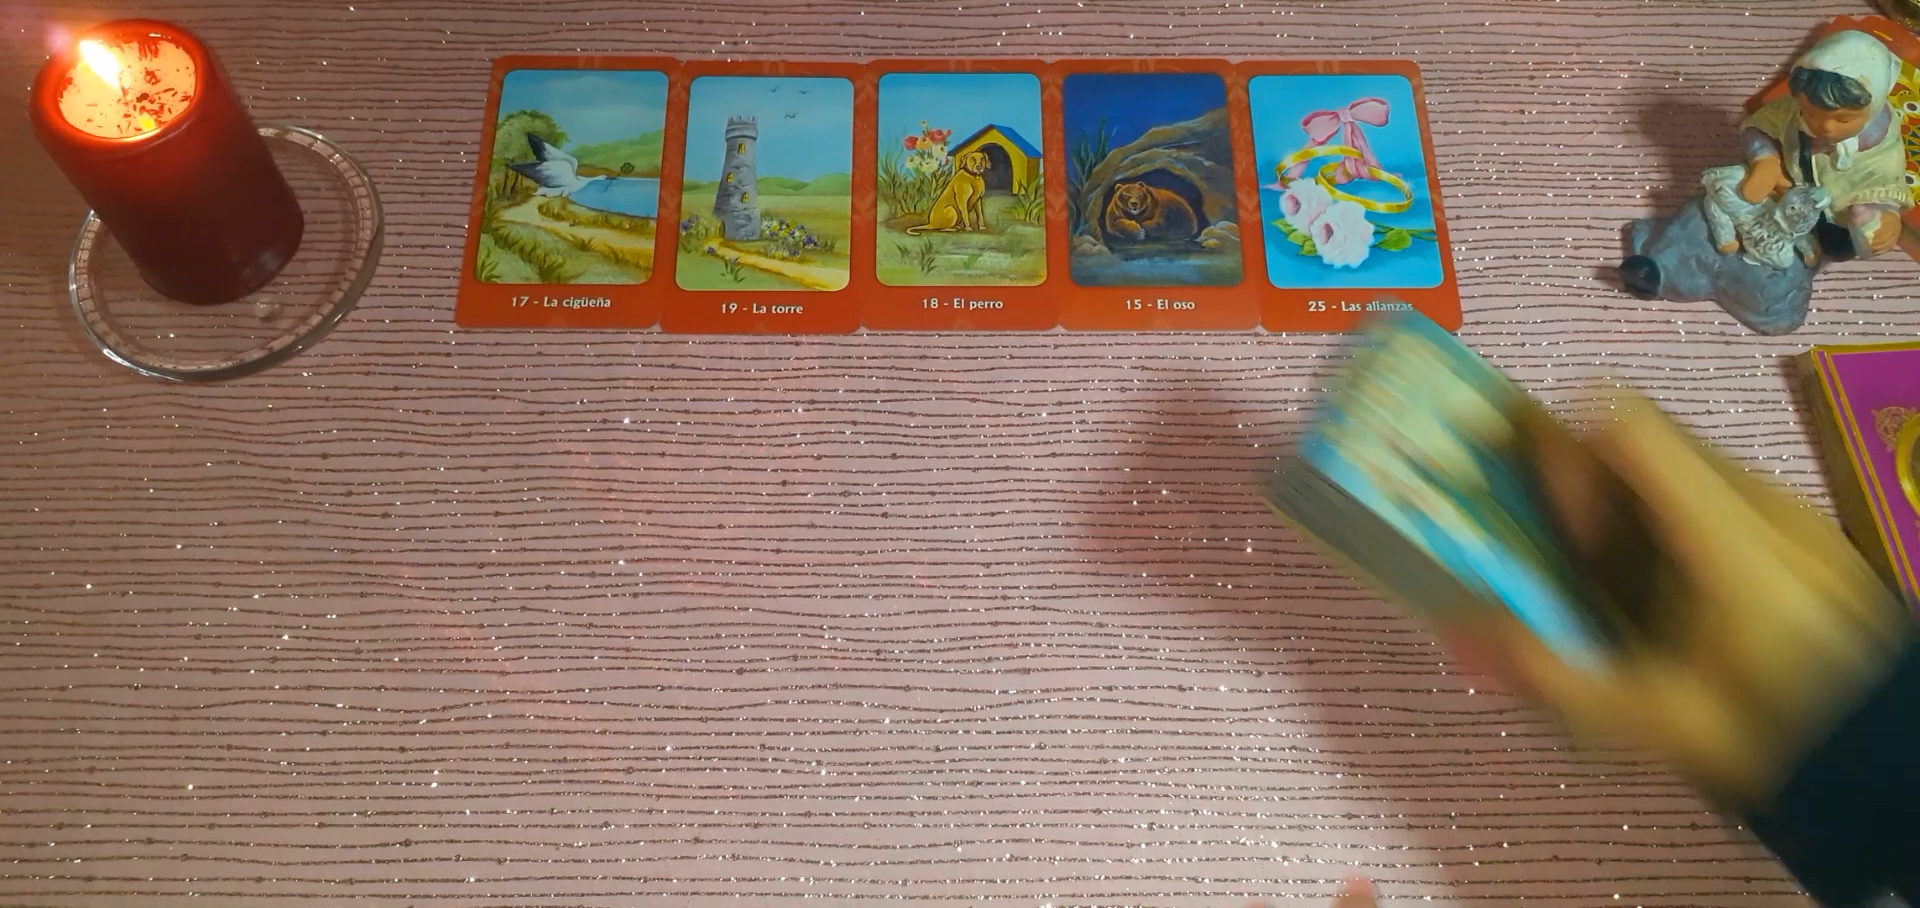 17 - La cigüeña
19 - La torre
18 - El perro
15 - El oso
25 - Las alianzas